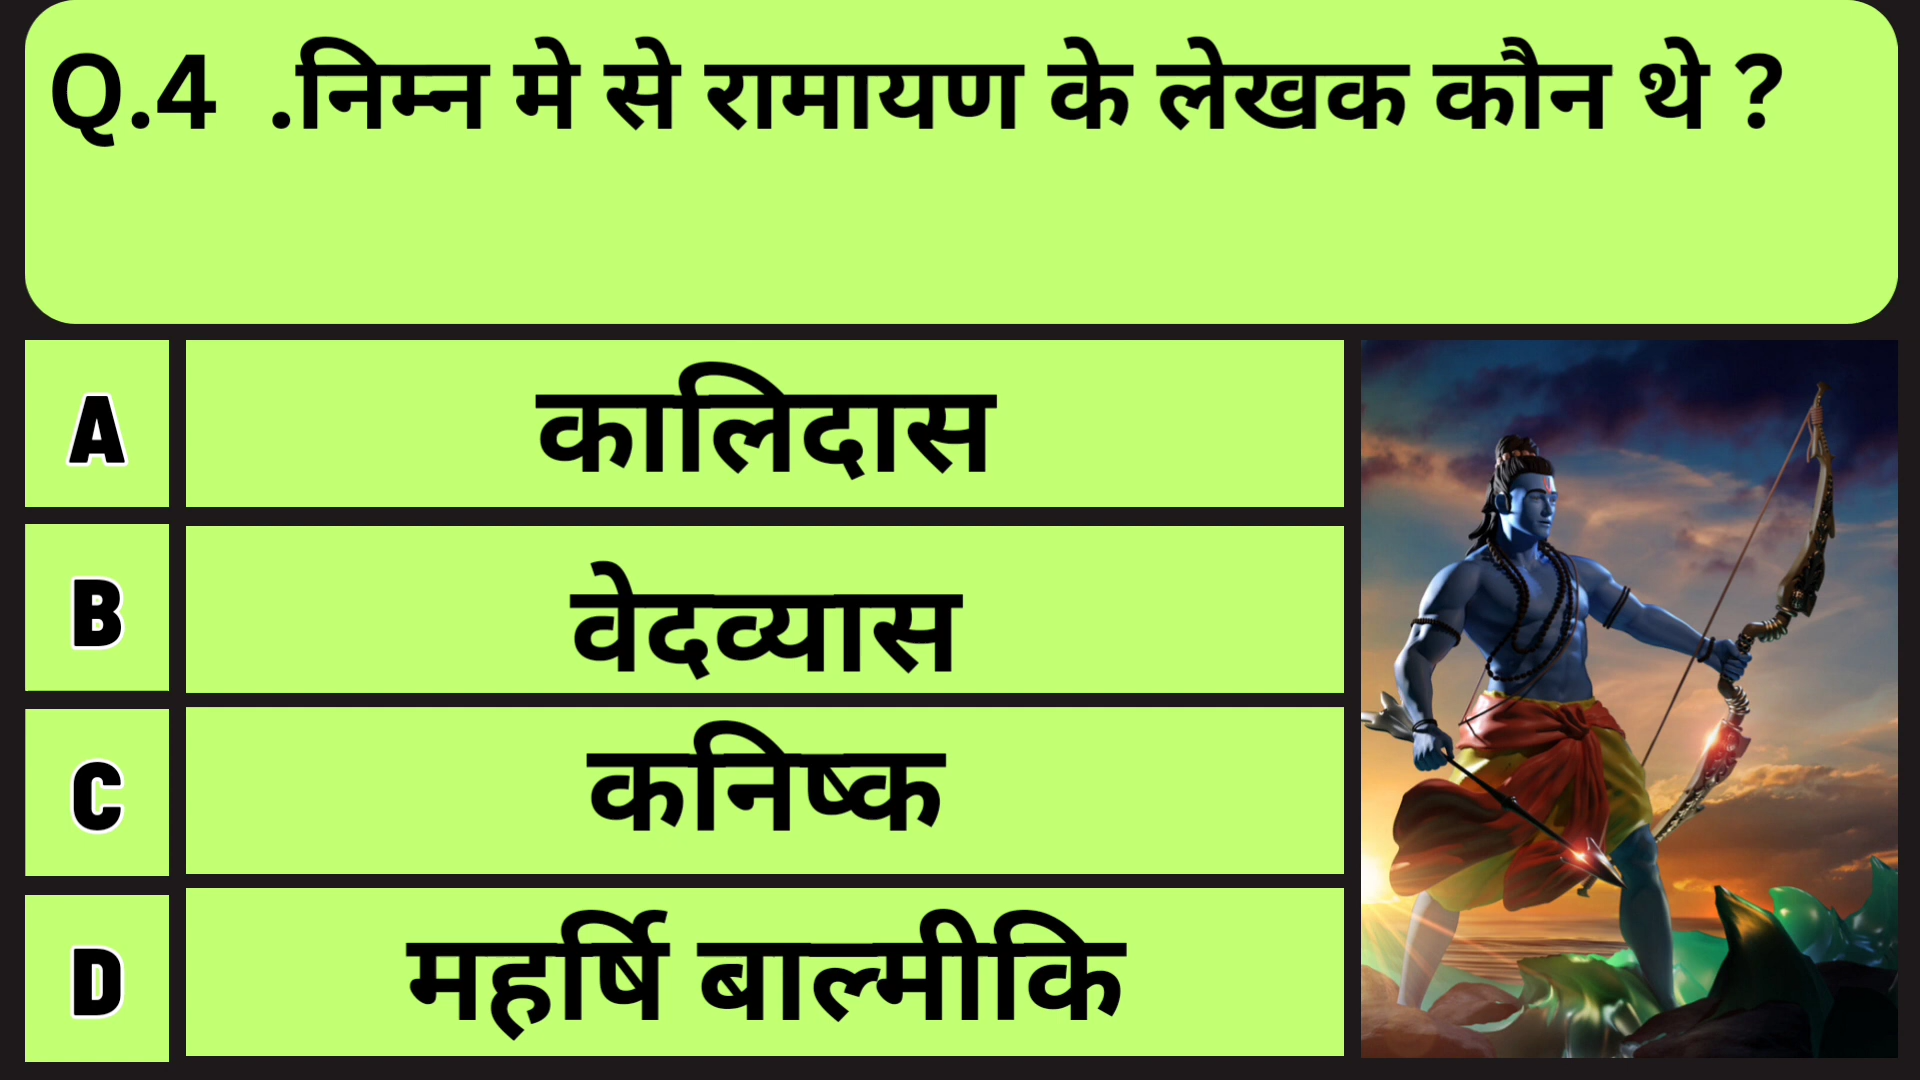 Q.4 .निम्न मे से रामायण के लेखक कौन थे ?
A
कालिदास
B
वेदव्यास
C
कनिष्क
D
महर्षि बाल्मीकि